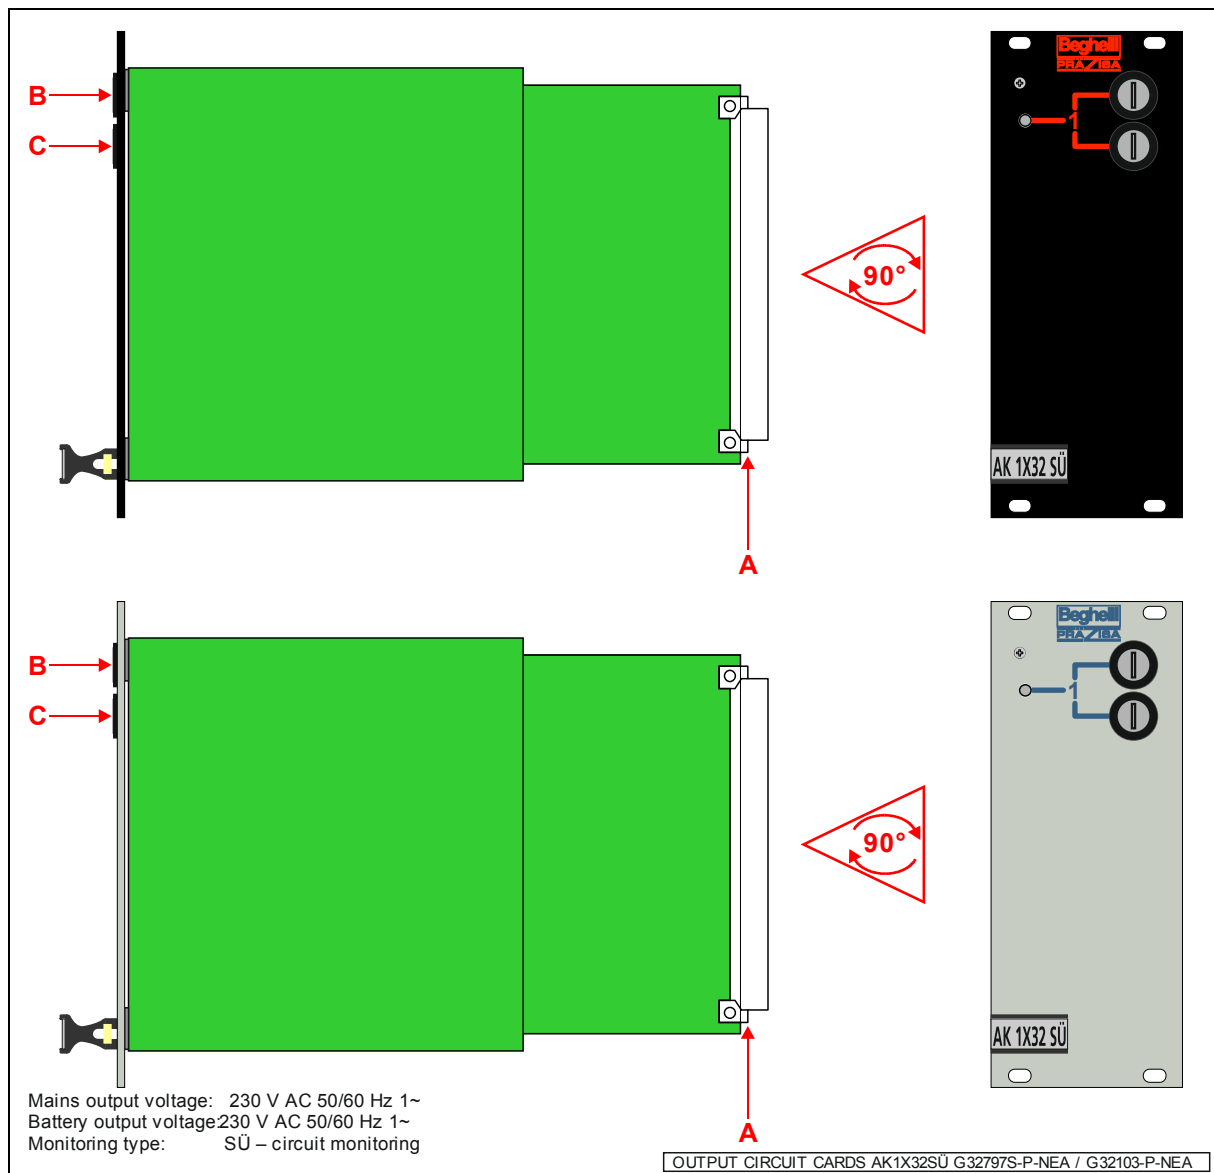 B
C
A
90°
Beghelli
PRÄZISA
1
AK 1X32 SÜ
B
C
A
90°
Beghelli
PRÄZISA
1
AK 1X32 SÜ
Mains output voltage: 230 V AC 50/60 Hz 1~
Battery output voltage:230 V AC 50/60 Hz 1~
Monitoring type: SÜ – circuit monitoring
OUTPUT CIRCUIT CARDS AK1X32SÜ G32797S-P-NEA / G32103-P-NEA